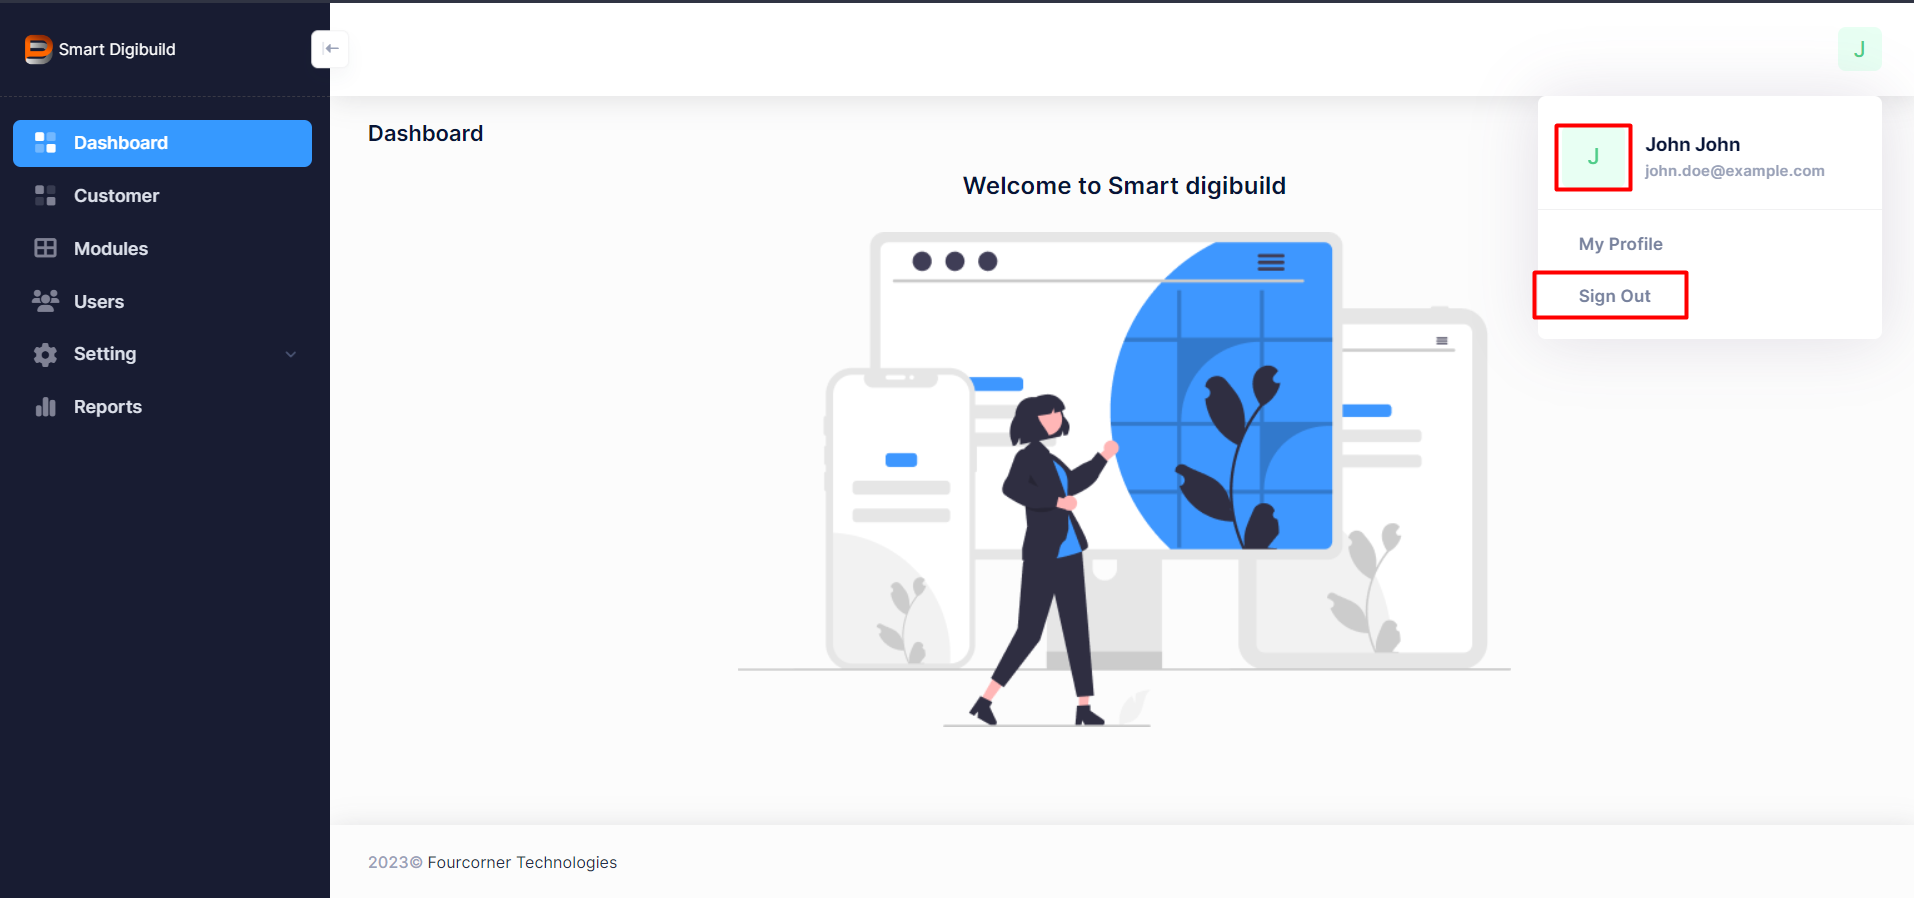 Smart Digibuild
J
Dashboard
Customer
Modules
Users
Setting
Reports
Dashboard
Welcome to Smart digibuild
J
John John
john.doe@example.com
My Profile
Sign Out
2023© Fourcorner Technologies